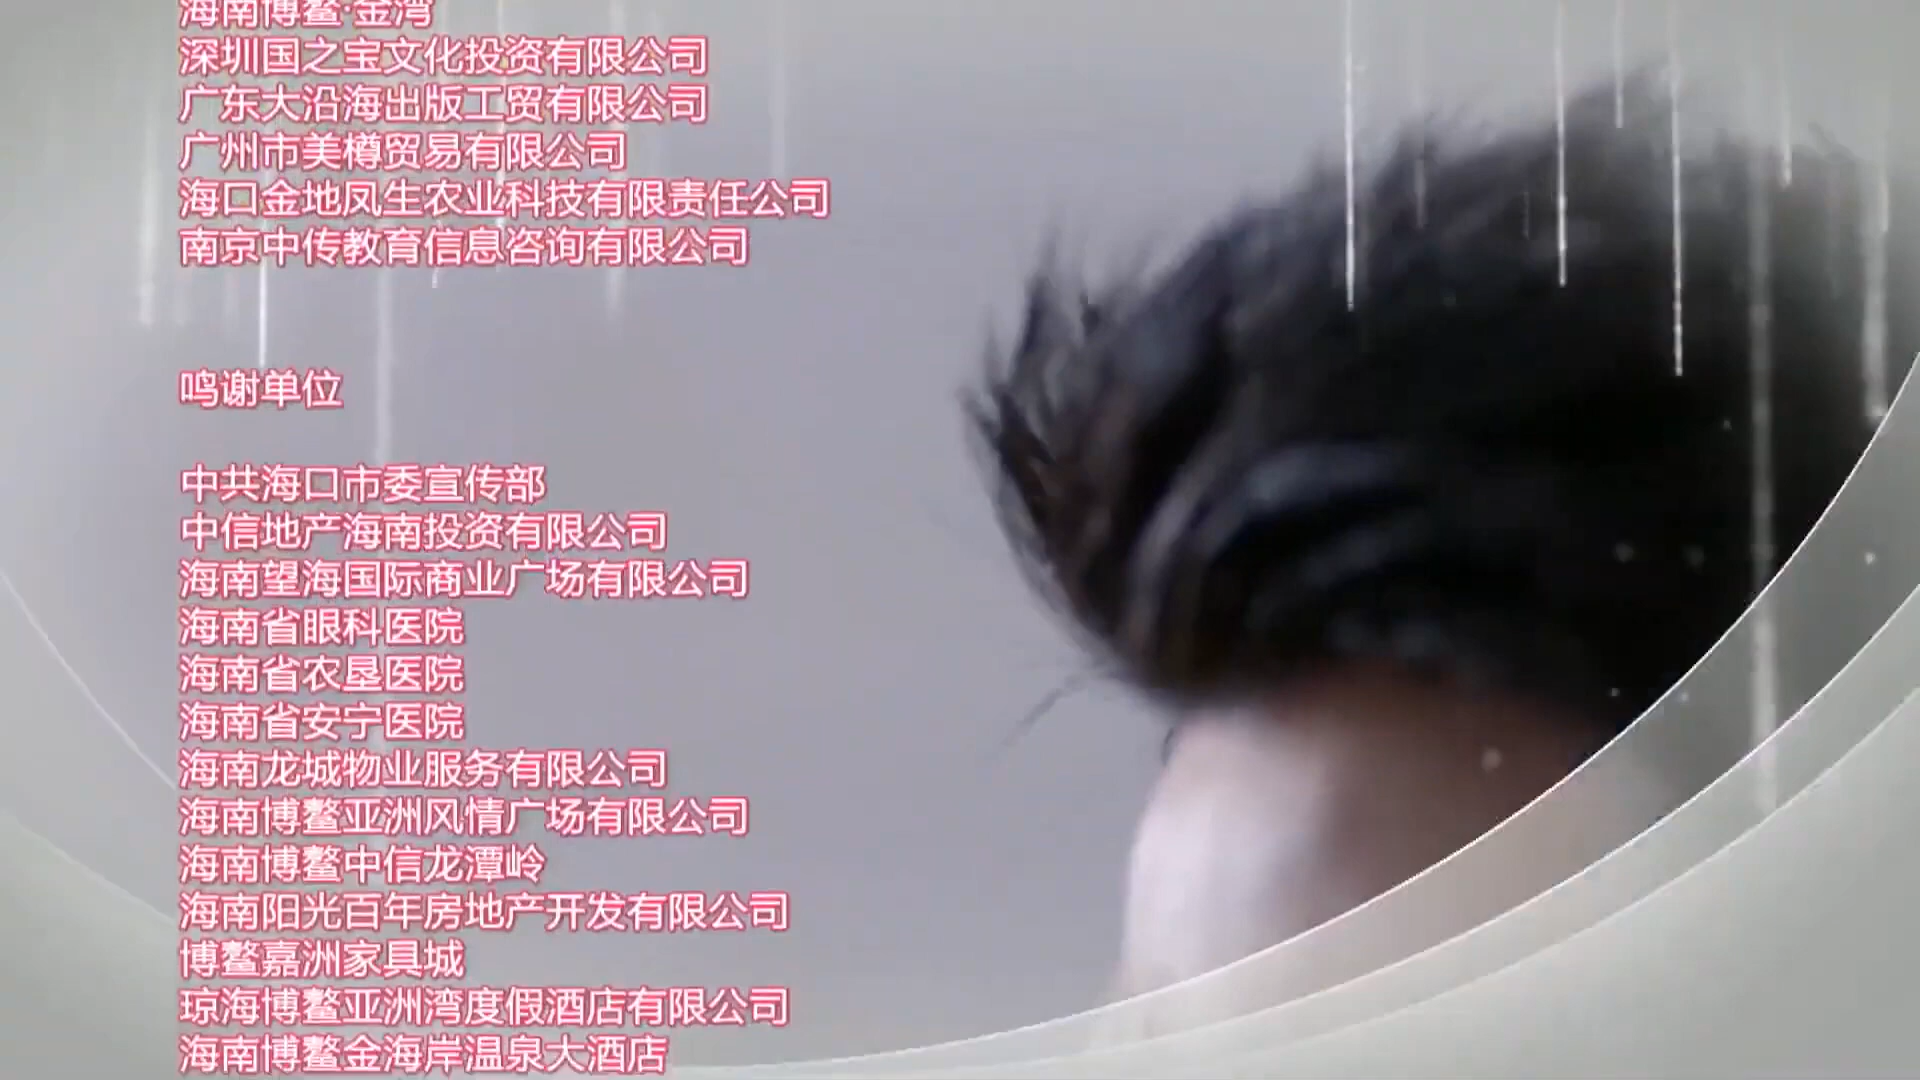 海南博鳌·金湾
深圳国之宝文化投资有限公司
广东大沿海出版工贸有限公司
广州市美樽贸易有限公司
海口金地凤生农业科技有限责任公司
南京中传教育信息咨询有限公司
鸣谢单位
中共海口市委宣传部
中信地产海南投资有限公司
海南望海国际商业广场有限公司
海南省眼科医院
海南省农垦医院
海南省安宁医院
海南龙城物业服务有限公司
海南博鳌亚洲风情广场有限公司
海南博鳌中信龙潭岭
海南阳光百年房地产开发有限公司
博鳌嘉洲家具城
琼海博鳌亚洲湾度假酒店有限公司
海南博鳌金海岸温泉大酒店